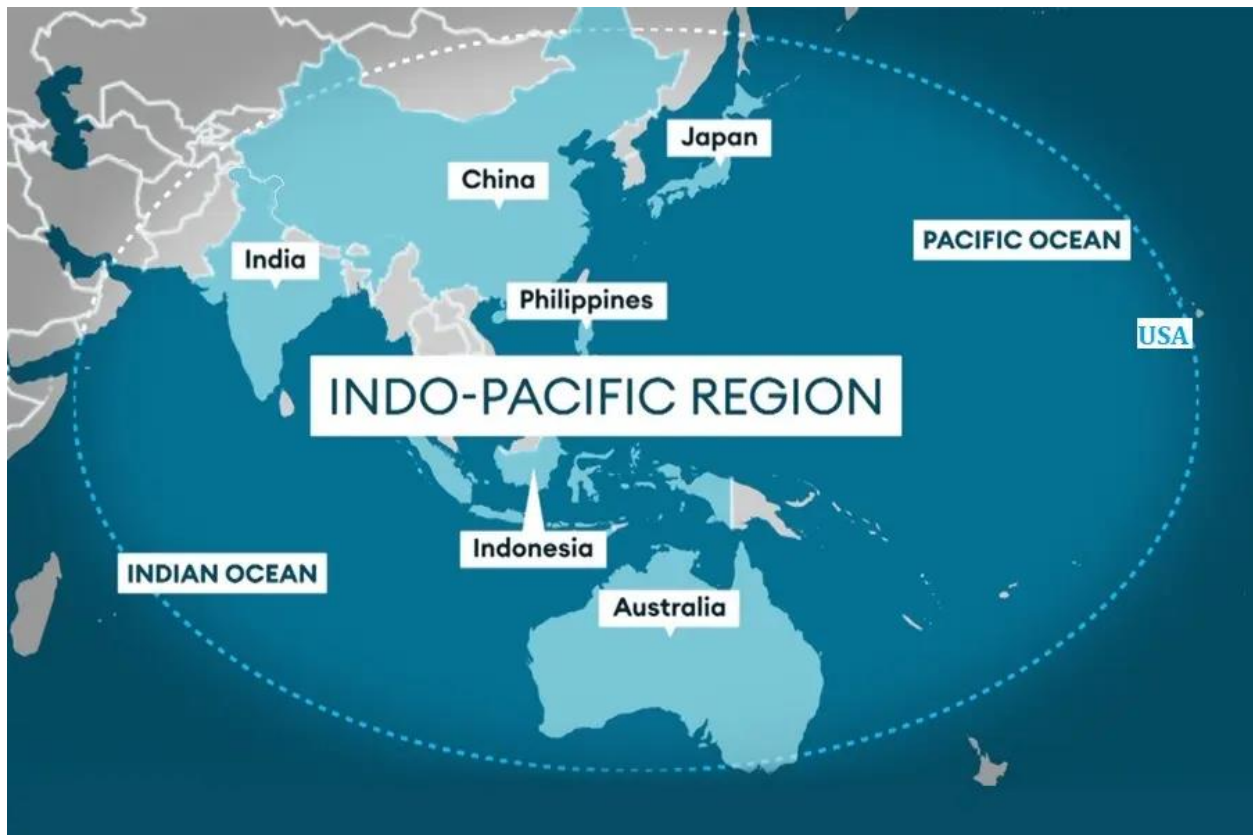 Japan
China
PACIFIC OCEAN
India
Philippines
USA
INDO-PACIFIC REGION
Indonesia
INDIAN OCEAN
Australia